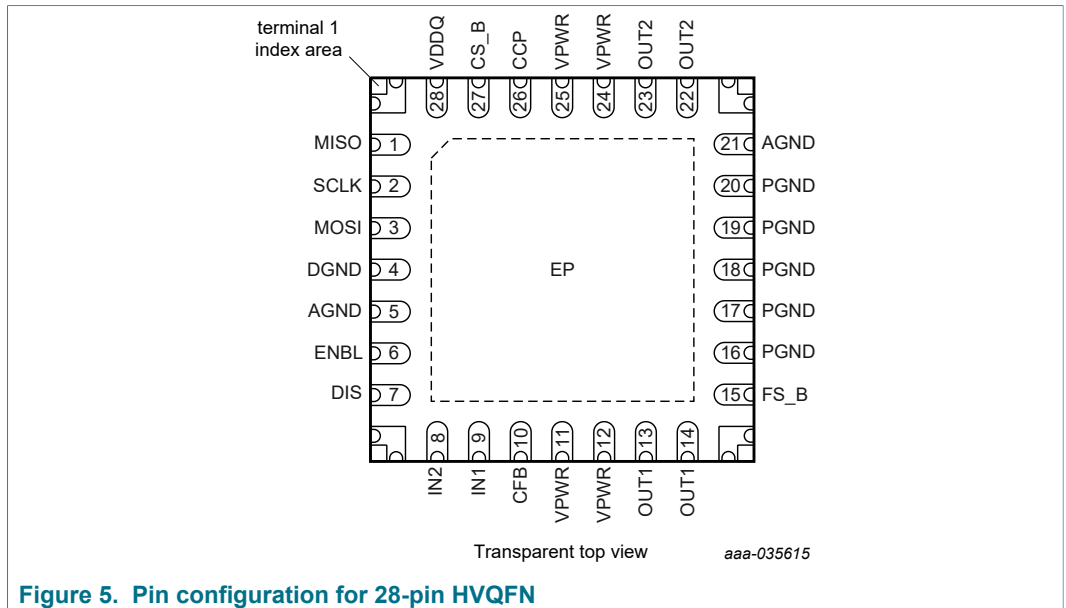 terminal 1
index area
VDDQ
CS_B
CCP
VPWR
VPWR
OUT2
OUT2
28
27
26
25
24
23
22
MISO 1
SCLK 2
MOSI 3
DGND 4
AGND 5
ENBL 6
DIS 7
EP
21 AGND
20 PGND
19 PGND
18 PGND
17 PGND
16 PGND
15 FS_B
8
9
10
11
12
13
14
IN2
IN1
CFB
VPWR
VPWR
OUT1
OUT1
Transparent top view
aaa-035615
Figure 5. Pin configuration for 28-pin HVQFN